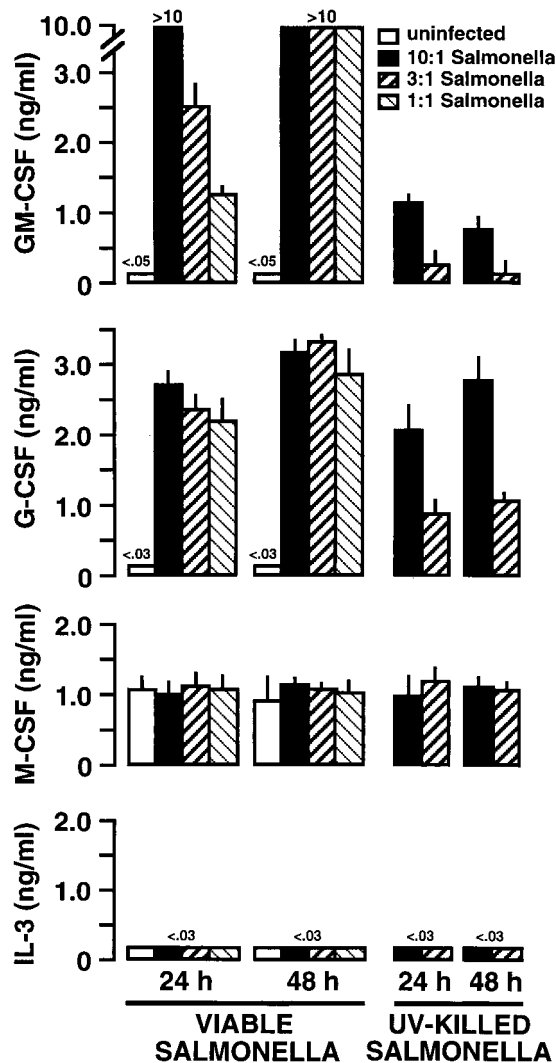 >10
>10
10.0
3.0
2.0
1.0
0
GM-CSF (ng/ml)
uninfected
10:1 Salmonella
3:1 Salmonella
1:1 Salmonella
<.05
<.05
3.0
2.0
1.0
0
G-CSF (ng/ml)
<.03
<.03
2.0
1.0
0
M-CSF (ng/ml)
2.0
1.0
0
IL-3 (ng/ml)
<.03
<.03
<.03
<.03
24 h
48 h
24 h
48 h
VIABLE
SALMONELLA
UV-KILLED
SALMONELLA